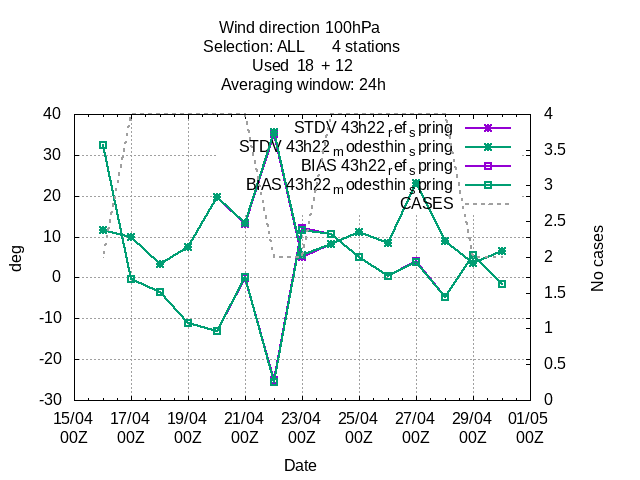 Wind direction 100hPa
Selection: ALL 4 stations
Used 18 + 12
Averaging window: 24h
STDV 43h22_ref_spring
STDV 43h22_modesthin_spring
BIAS 43h22_ref_spring
BIAS 43h22_modesthin_spring
CASES
40
30
20
10
0
-10
-20
-30
deg
4
3.5
3
2.5
2
1.5
1
0.5
0
No cases
15/04 17/04 19/04 21/04 23/04 25/04 27/04 29/04 01/05
00Z 00Z 00Z 00Z 00Z 00Z 00Z 00Z 00Z
Date